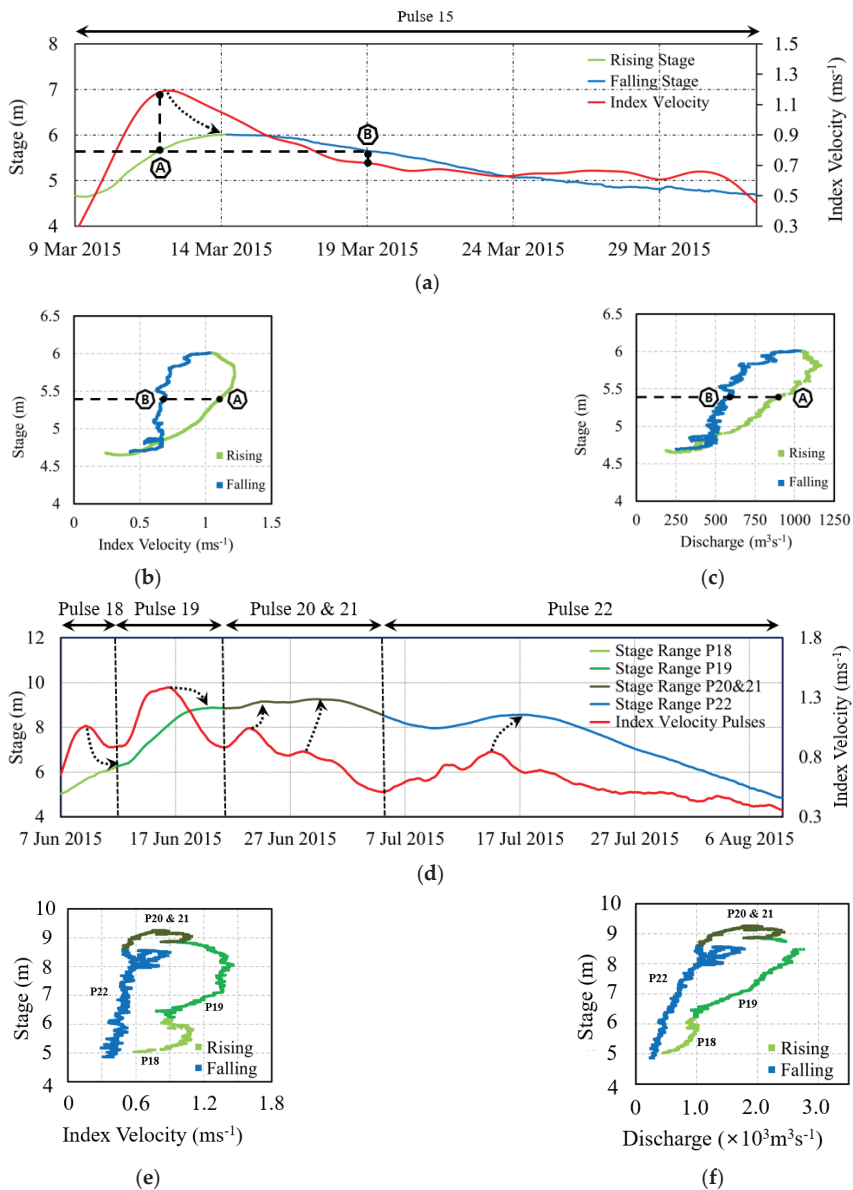 Pulse 15
8
7
6
5
4
Stage (m)
Rising Stage
Falling Stage
Index Velocity
A
B
1.5
1.3
1.1
0.9
0.7
0.5
0.3
Index Velocity (ms-1)
9 Mar 2015 14 Mar 2015 19 Mar 2015 24 Mar 2015 29 Mar 2015
(a)
6.5
6
5.5
5
4.5
4
Stage (m)
B
A
Rising
Falling
0 0.5 1 1.5
Index Velocity (ms-1)
(b)
6.5
6
5.5
5
4.5
4
Stage (m)
B
A
Rising
Falling
0 250 500 750 1000 1250
Discharge (m3s-1)
(c)
Pulse 18 Pulse 19 Pulse 20 & 21 Pulse 22
12
10
8
6
4
Stage (m)
Stage Range P18
Stage Range P19
Stage Range P20&21
Stage Range P22
Index Velocity Pulses
1.8
1.3
0.8
0.3
Index Velocity (ms-1)
7 Jun 2015 17 Jun 2015 27 Jun 2015 7 Jul 2015 17 Jul 2015 27 Jul 2015 6 Aug 2015
(d)
10
9
8
7
6
5
4
Stage (m)
P20 & 21
P22
P19
P18
Rising
Falling
0 0.6 1.2 1.8
Index Velocity (ms-1)
(e)
10
9
8
7
6
5
4
Stage (m)
P20 & 21
P22
P19
P18
Rising
Falling
0 1.0 2.0 3.0
Discharge (×103m3s-1)
(f)